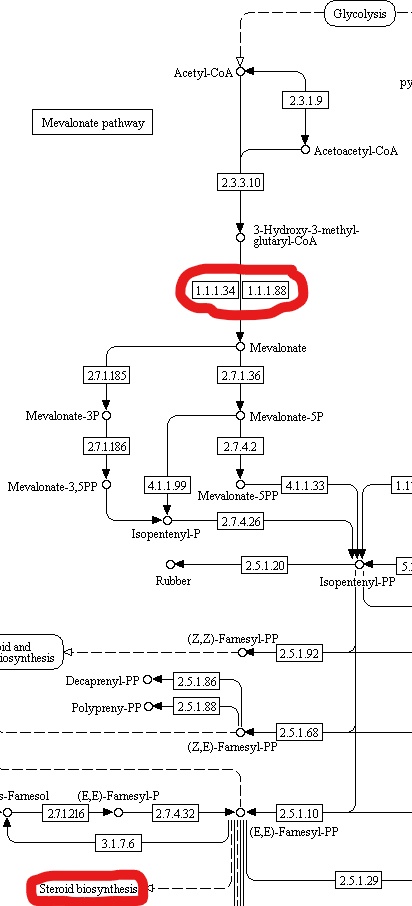 Glycolysis
Acetyl-CoA
py
2.3.1.9
Mevalonate pathway
Acetoacetyl-CoA
2.3.3.10
3-Hydroxy-3-methyl-
glutaryl-CoA
1.1.1.34 1.1.1.88
Mevalonate
2.7.1.185 2.7.1.36
Mevalonate-3P Mevalonate-5P
2.7.1.186 2.7.4.2
Mevalonate-3,5PP 4.1.1.99 4.1.1.33 1.1
Mevalonate-5PP
2.7.4.26
Isopentenyl-P
2.5.1.20 5.
Rubber Isopentenyl-PP
(Z,Z)-Farnesyl-PP
oid and
iosynthesis
2.5.1.92
Decaprenyl-PP 2.5.1.86
Polypreny-PP 2.5.1.88
2.5.1.68
(Z,E)-Farnesyl-PP
s-Farnesol (E,E)-Farnesyl-P
2.7.1.216 2.7.4.32 2.5.1.10
(E,E)-Farnesyl-PP
3.1.7.6
Steroid biosynthesis
2.5.1.29